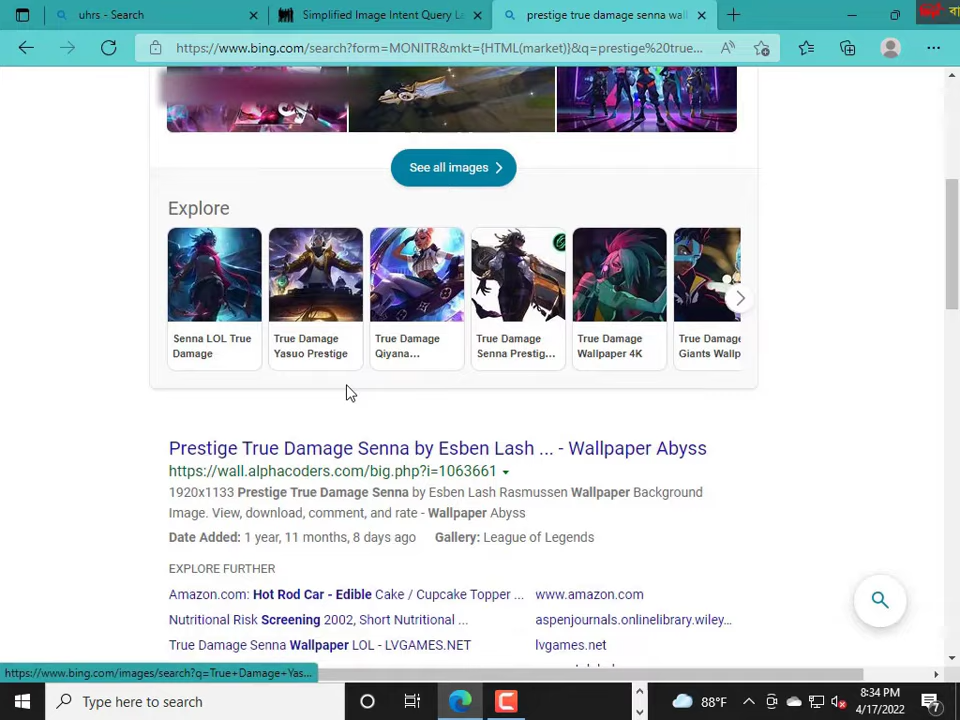 uhrs - Search
Simplified Image Intent Query La
prestige true damage senna wall
https://www.bing.com/search?form=MONITR&mkt={HTML(market)}&q=prestige%20true...
See all images
Explore
Senna LOL True
Damage
True Damage
Yasuo Prestige
True Damage
Qiyana...
True Damage
Senna Prestig...
True Damage
Wallpaper 4K
True Damage
Giants Wallp
Prestige True Damage Senna by Esben Lash ... - Wallpaper Abyss
https://wall.alphacoders.com/big.php?i=1063661
1920x1133 Prestige True Damage Senna by Esben Lash Rasmussen Wallpaper Background
Image. View, download, comment, and rate - Wallpaper Abyss
Date Added: 1 year, 11 months, 8 days ago Gallery: League of Legends
EXPLORE FURTHER
Amazon.com: Hot Rod Car - Edible Cake / Cupcake Topper ... www.amazon.com
Nutritional Risk Screening 2002, Short Nutritional ... aspenjournals.onlinelibrary.wiley...
True Damage Senna Wallpaper LOL - LVGAMES.NET lvgames.net
https://www.bing.com/images/search?q=True+Damage+Yas...
Type here to search
88°F
8:34 PM
4/17/2022
7